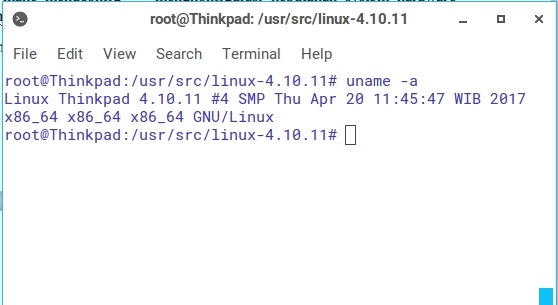 root@Thinkpad: /usr/src/linux-4.10.11
File Edit View Search Terminal Help
root@Thinkpad:/usr/src/linux-4.10.11# uname -a
Linux Thinkpad 4.10.11 #4 SMP Thu Apr 20 11:45:47 WIB 2017
x86_64 x86_64 x86_64 GNU/Linux
root@Thinkpad:/usr/src/linux-4.10.11#